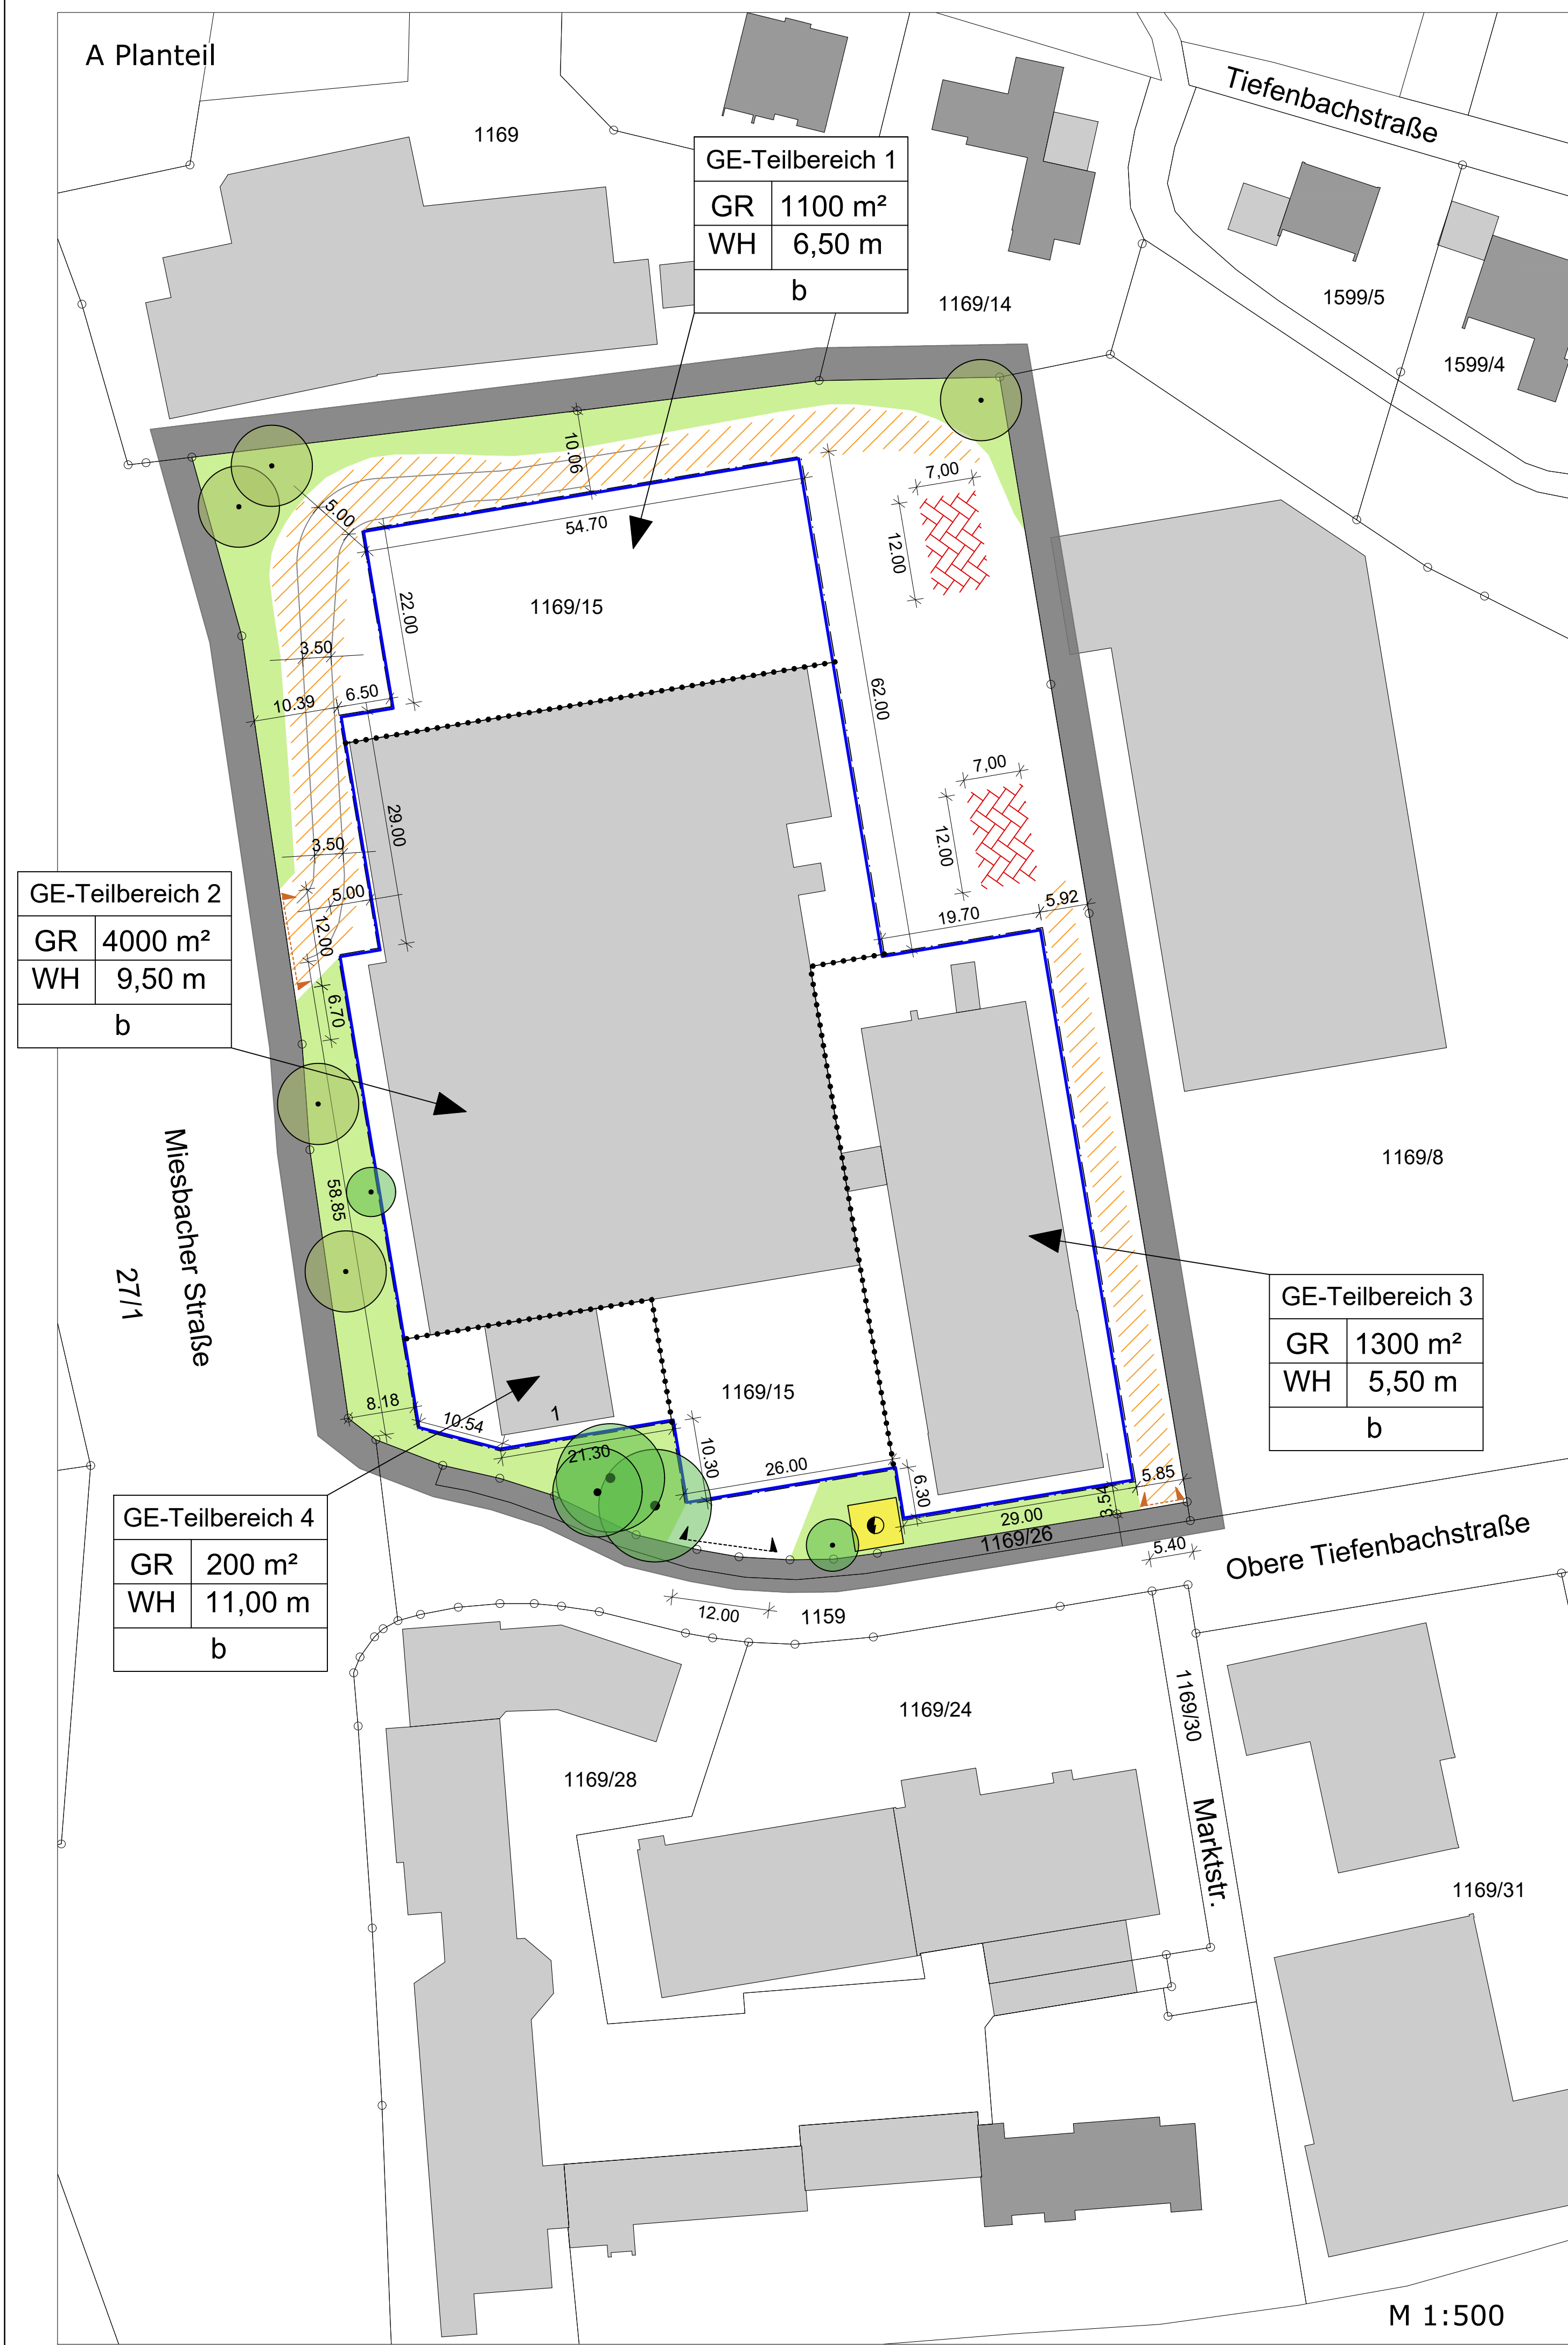 A Planteil
Tiefenbachstraße
1169
GE-Teilbereich 1
GR 1100 m²
WH 6,50 m
b
1169/14
1599/5
1599/4
10.06
5.00
54.70
7,00
12.00
22.00
1169/15
3.50
10.39
6.50
62.00
29.00
7,00
12.00
3.50
5.00
12.00
19.70
5.92
GE-Teilbereich 2
GR 4000 m²
WH 9,50 m
b
6.70
Miesbacher Straße
27/1
58.85
1169/8
GE-Teilbereich 3
GR 1300 m²
WH 5,50 m
b
8.18
10.54
1
1169/15
21.30
10.30
26.00
6.30
29.00
3.54
5.85
1169/26
5.40
Obere Tiefenbachstraße
GE-Teilbereich 4
GR 200 m²
WH 11,00 m
b
12.00
1159
1169/24
1169/30
1169/28
Marktstr.
1169/31
M 1:500